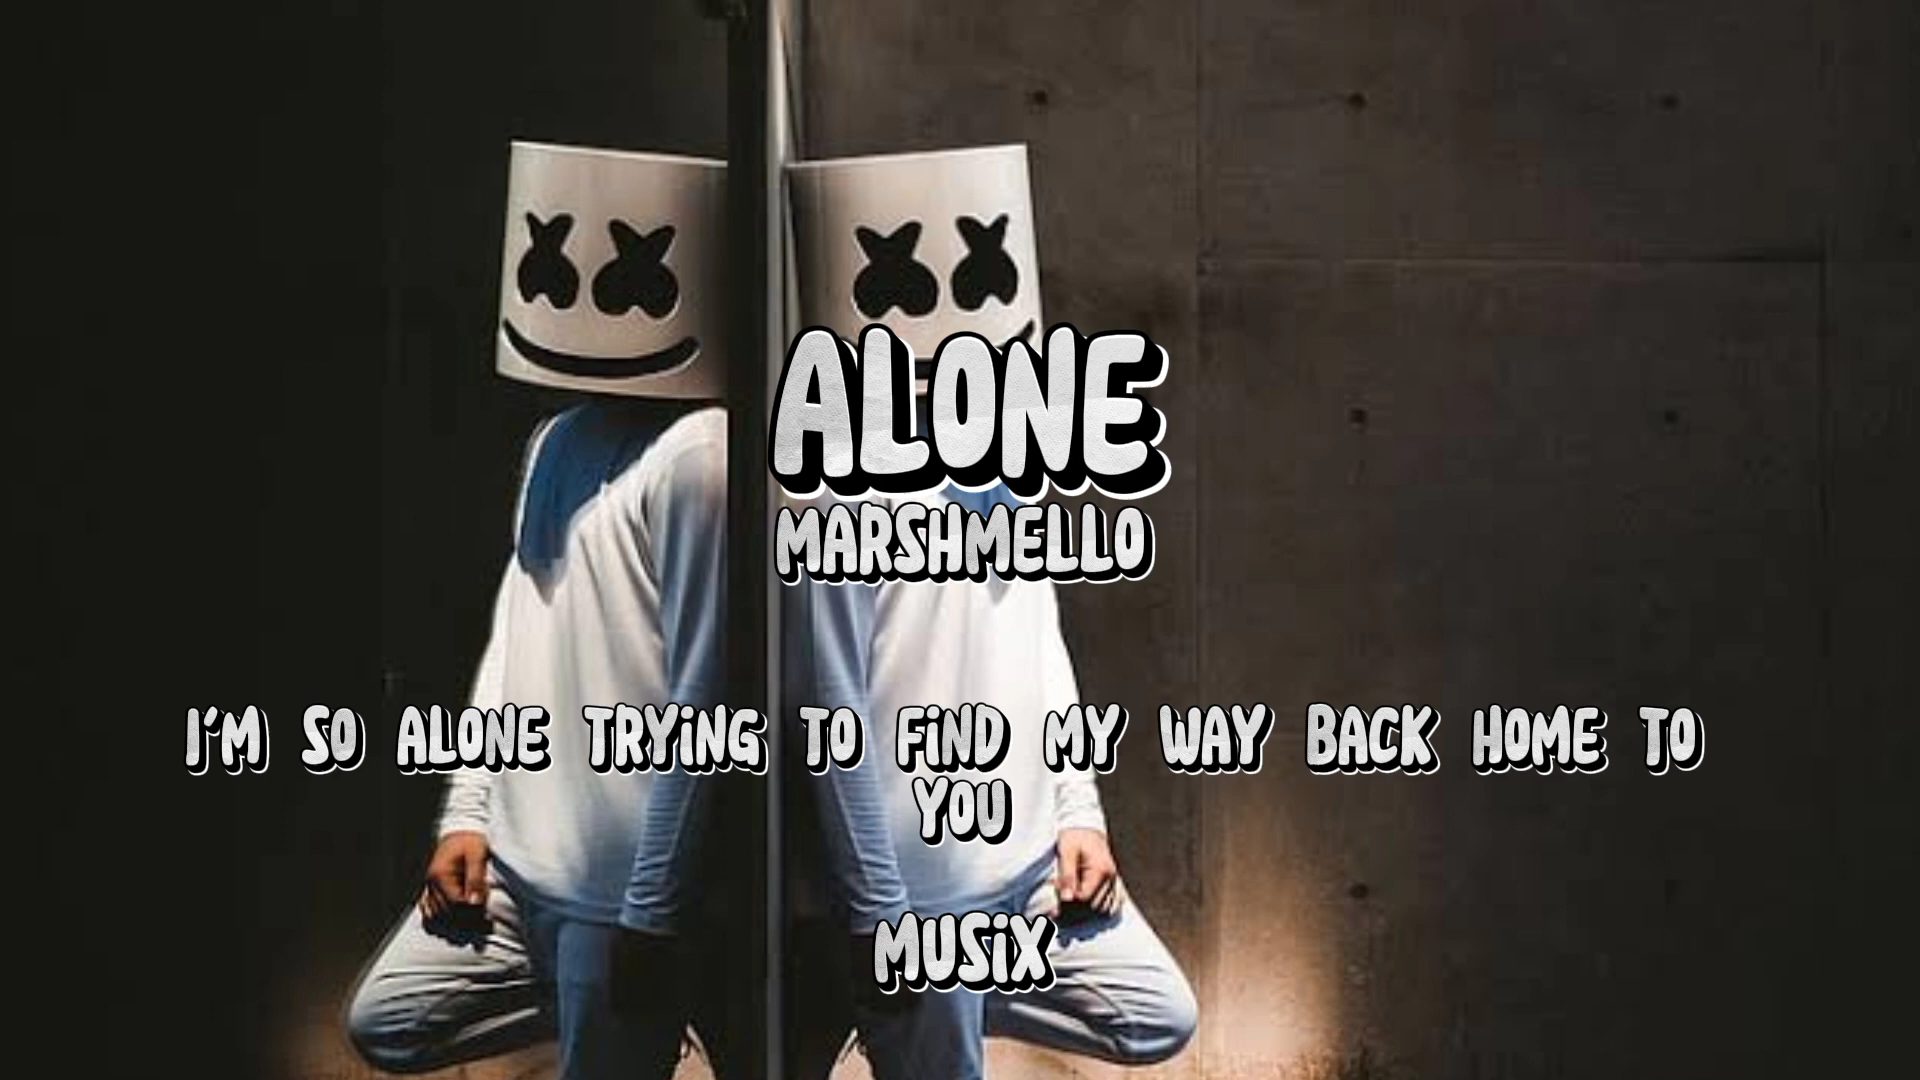 ALONE
MARSHMELLO
I'M SO ALONE TRYiNG TO FiND MY WAY BACK HOME TO
YOU
MUSiX